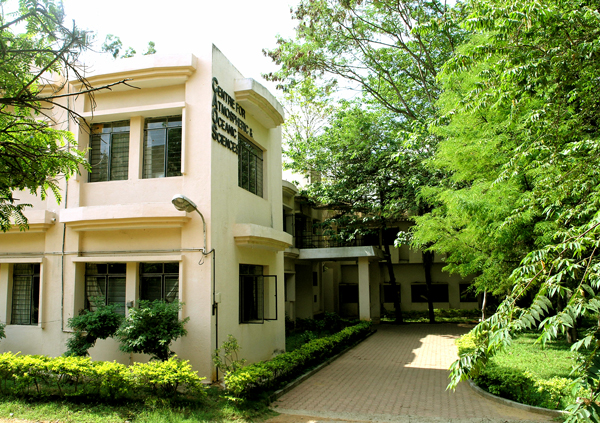 CENTRE FOR
ATMOSPHERIC &
OCEANIC
SCIENCES